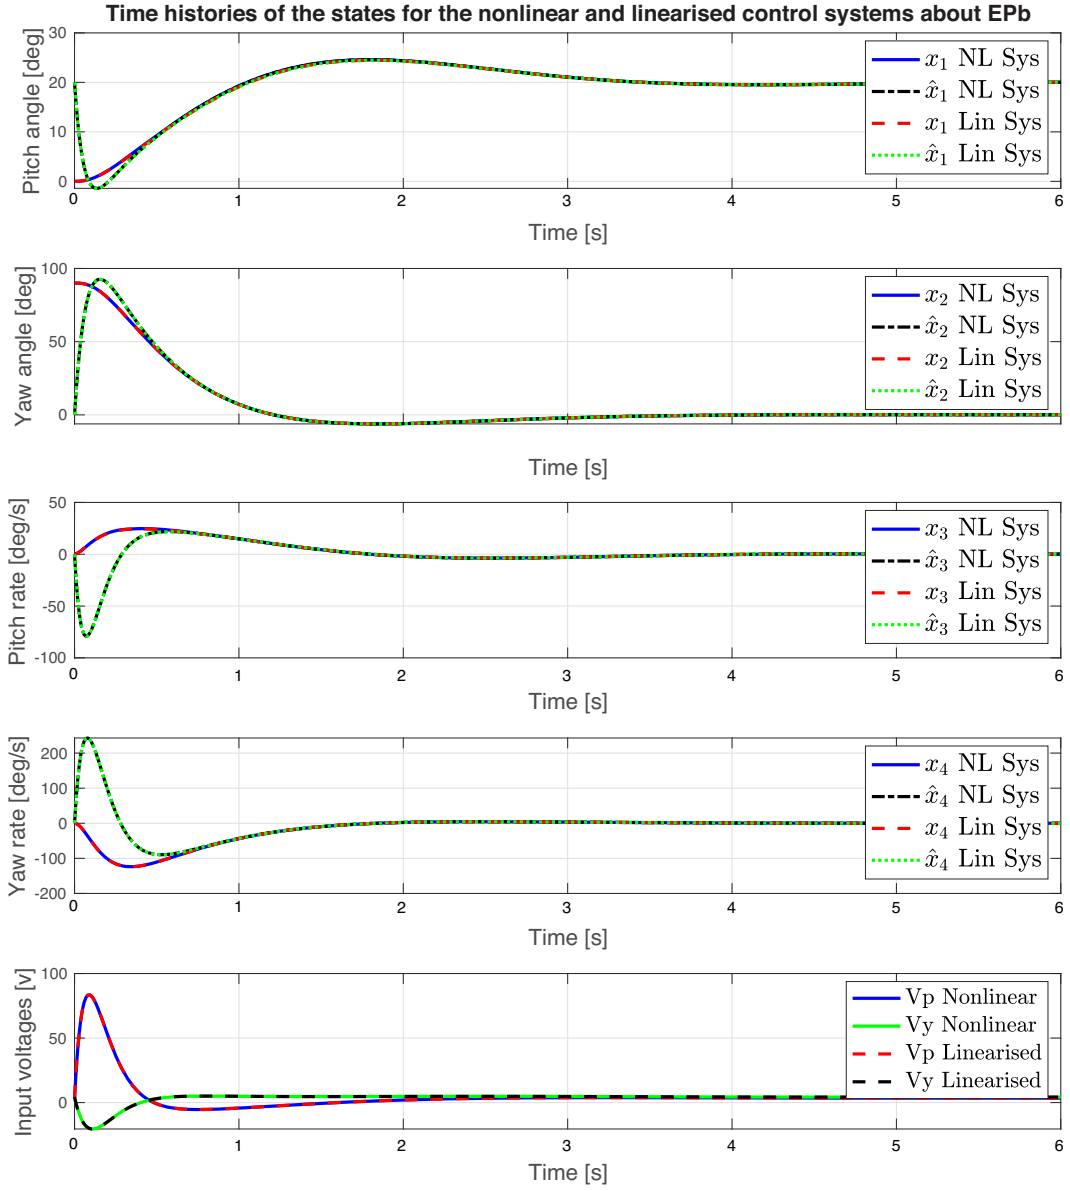 Time histories of the states for the nonlinear and linearised control systems about EPb
Pitch angle [deg]
30
20
10
0
0 1 2 3 4 5 6
Time [s]
x₁ NL Sys
x̂₁ NL Sys
x₁ Lin Sys
x̂₁ Lin Sys
Yaw angle [deg]
100
50
0
Time [s]
x₂ NL Sys
x̂₂ NL Sys
x₂ Lin Sys
x̂₂ Lin Sys
Pitch rate [deg/s]
50
0
-50
-100
0 1 2 3 4 5 6
Time [s]
x₃ NL Sys
x̂₃ NL Sys
x₃ Lin Sys
x̂₃ Lin Sys
Yaw rate [deg/s]
200
100
0
-100
-200
0 1 2 3 4 5 6
Time [s]
x₄ NL Sys
x̂₄ NL Sys
x₄ Lin Sys
x̂₄ Lin Sys
Input voltages [v]
100
50
0
0 1 2 3 4 5 6
Time [s]
Vp Nonlinear
Vy Nonlinear
Vp Linearised
Vy Linearised